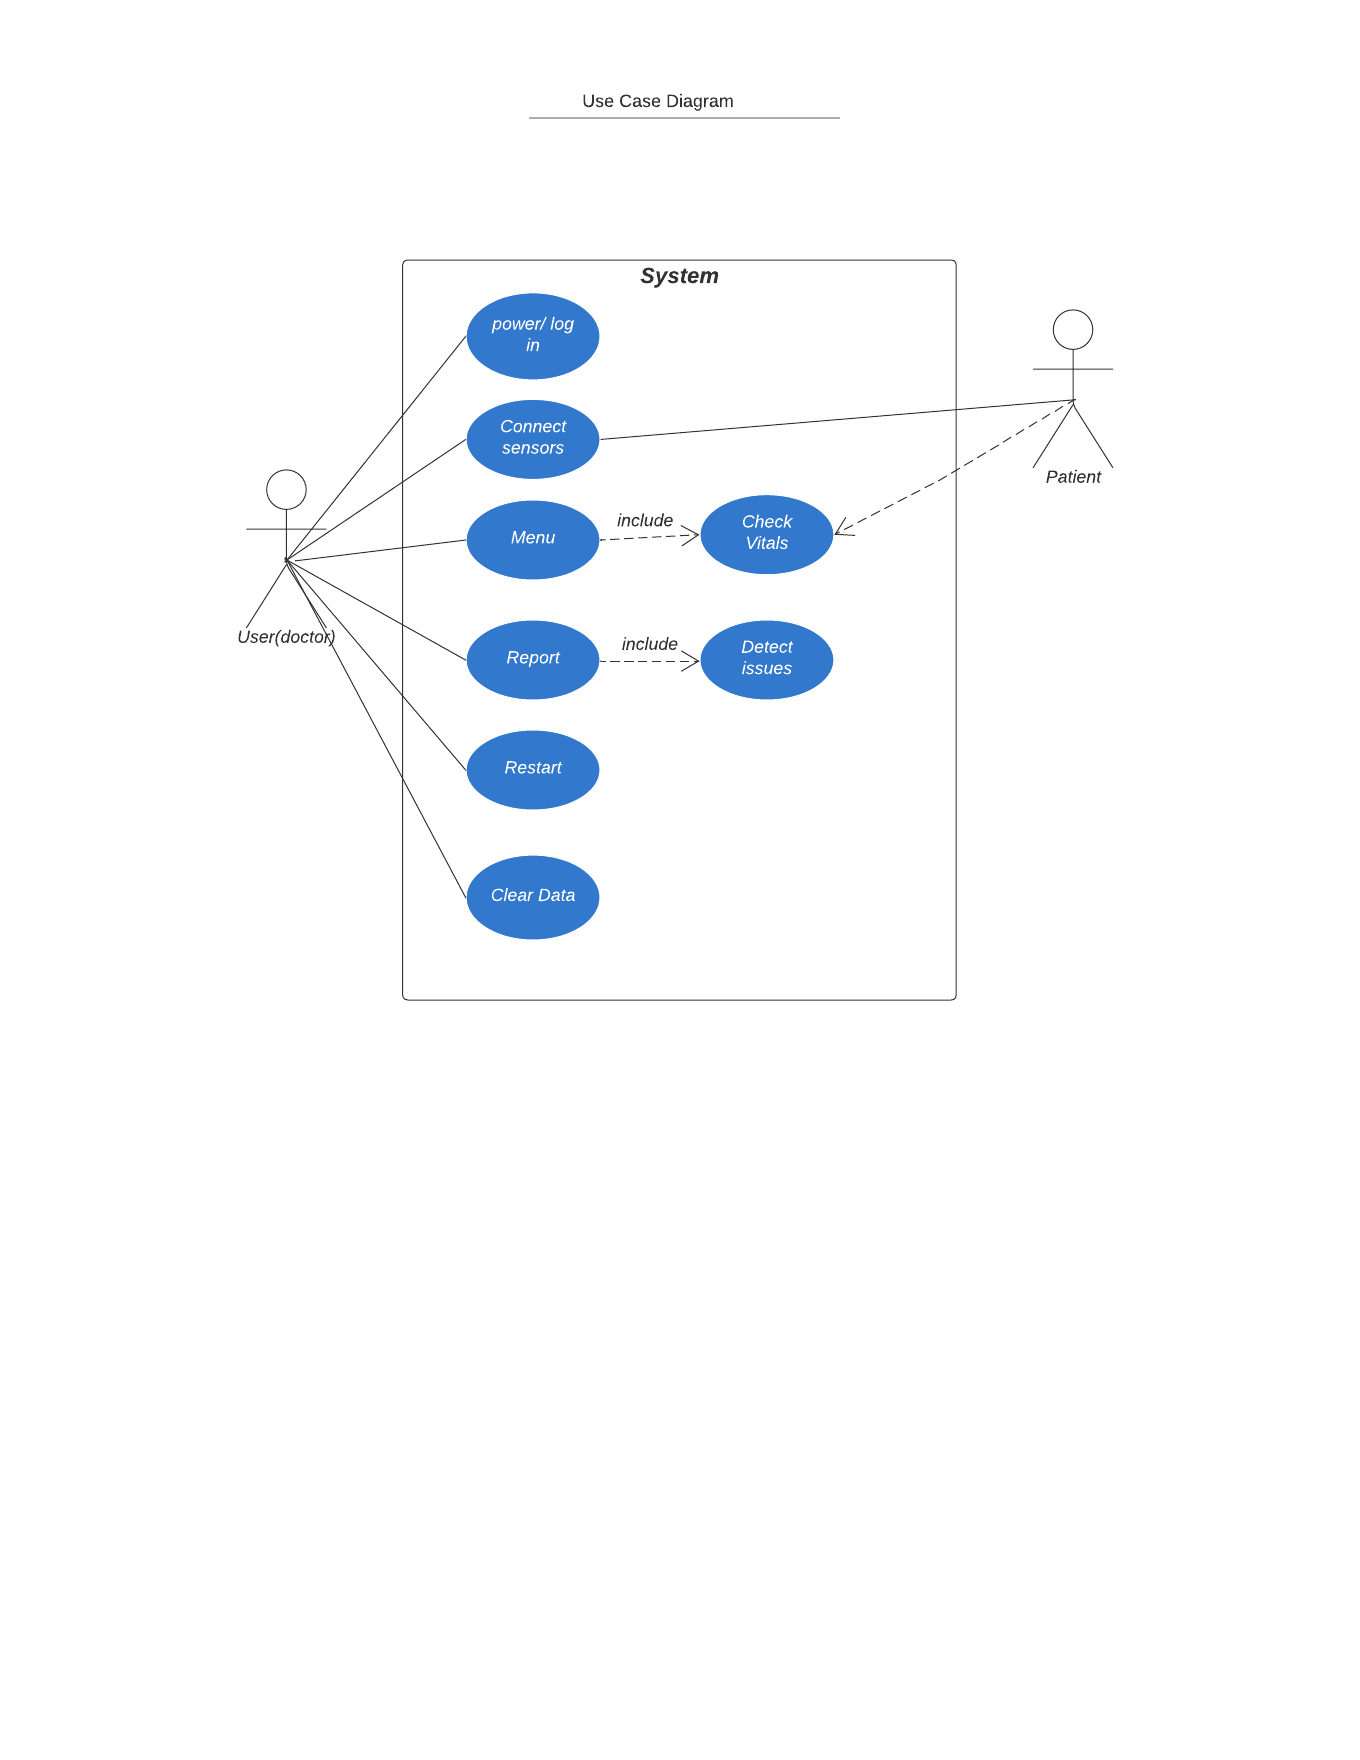 Use Case Diagram
System
power/ log
in
Connect
sensors
Patient
Menu
include
Check
Vitals
User(doctor)
Report
include
Detect
issues
Restart
Clear Data